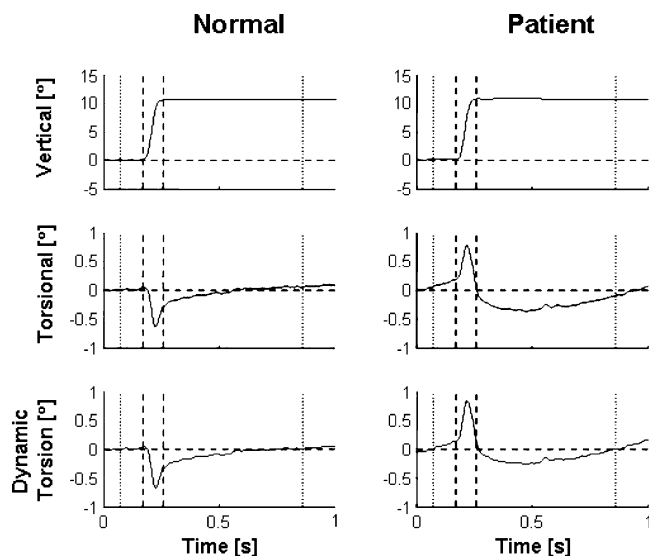 Normal Patient
Vertical [°]
15 15
10 10
5 5
0 0
-5 -5
Torsional [°]
1 1
0.5 0.5
0 0
-0.5 -0.5
-1 -1
Dynamic
Torsion [°]
1 1
0.5 0.5
0 0
-0.5 -0.5
-1 -1
0 0.5 1 0 0.5 1
Time [s] Time [s]